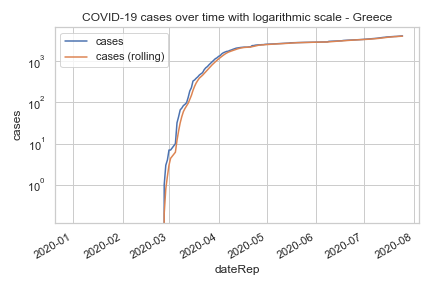 COVID-19 cases over time with logarithmic scale - Greece
cases
cases (rolling)
10³
10²
10¹
10⁰
cases
2020-01
2020-02
2020-03
2020-04
2020-05
2020-06
2020-07
2020-08
dateRep